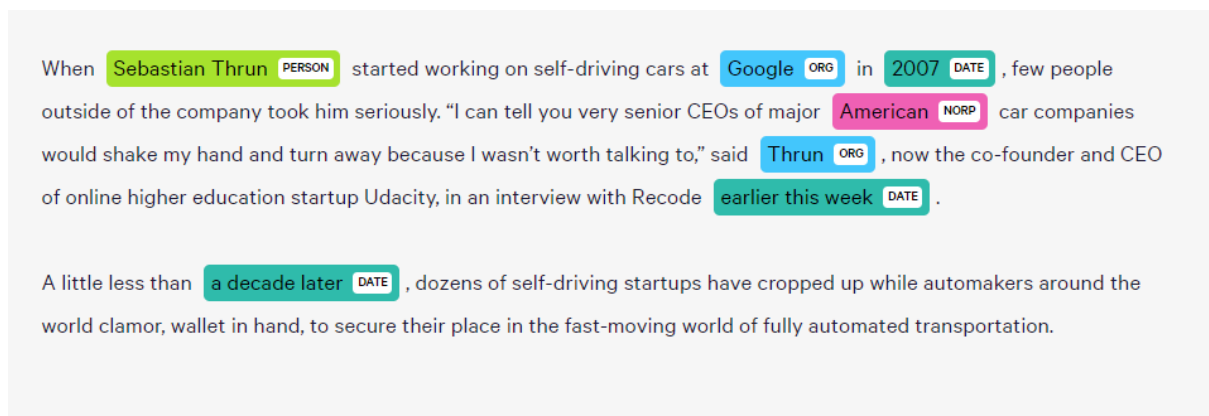 When Sebastian Thrun PERSON started working on self-driving cars at Google ORG in 2007 DATE , few people
outside of the company took him seriously. “I can tell you very senior CEOs of major American NORP car companies
would shake my hand and turn away because I wasn’t worth talking to,” said Thrun ORG , now the co-founder and CEO
of online higher education startup Udacity, in an interview with Recode earlier this week DATE .
A little less than a decade later DATE , dozens of self-driving startups have cropped up while automakers around the
world clamor, wallet in hand, to secure their place in the fast-moving world of fully automated transportation.